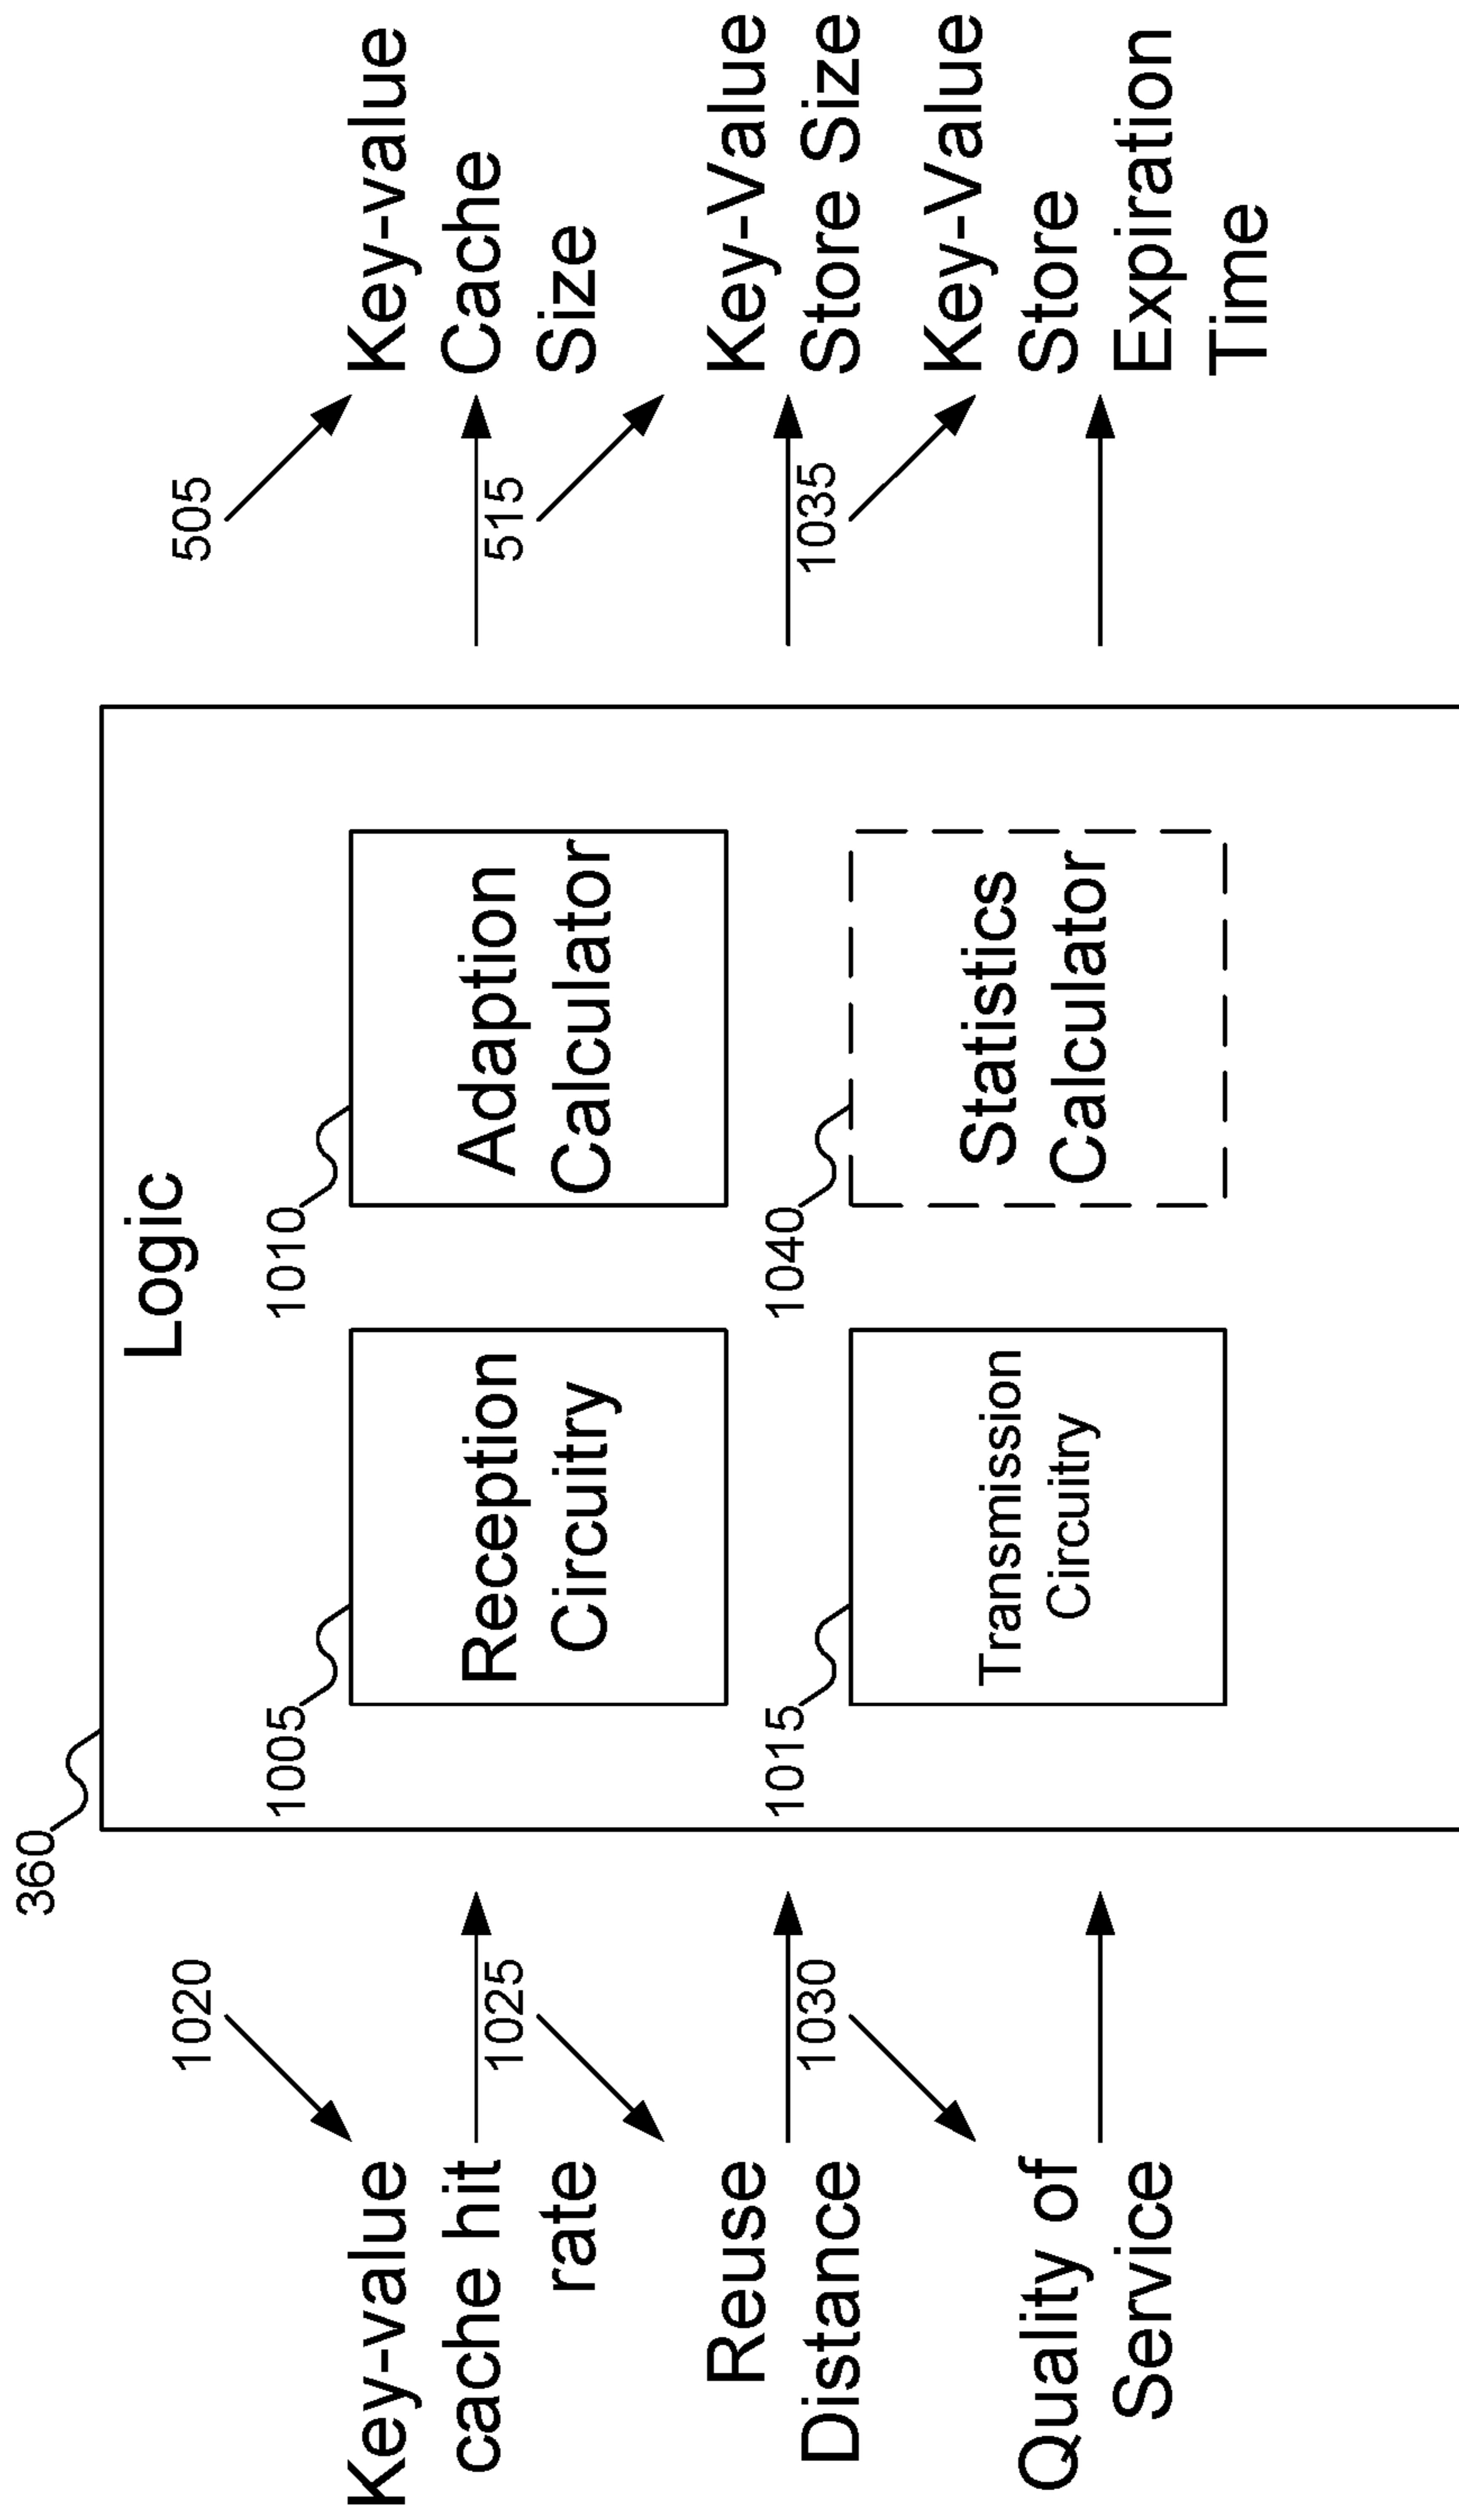 360
Logic
1020
Key-value
cache hit
rate
1025
Reuse
Distance
1030
Quality of
Service
1005
Reception
Circuitry
1010
Adaption
Calculator
1015
Transmission
Circuitry
1040
Statistics
Calculator
505
Key-value
Cache
Size
515
Key-Value
Store Size
1035
Key-Value
Store
Expiration
Time